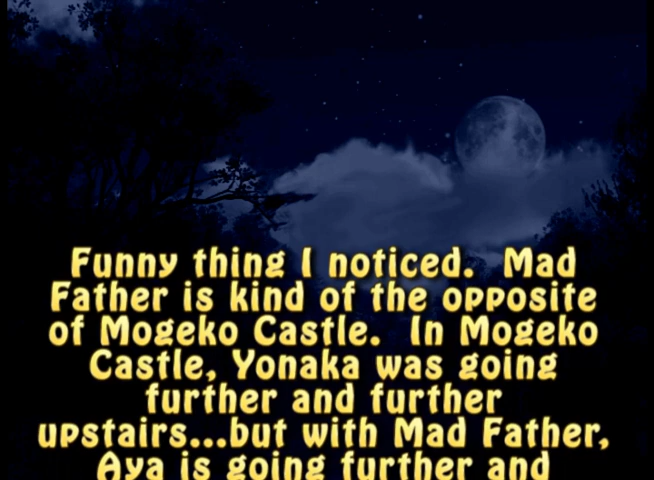 Funny thing I noticed.  Mad
Father is kind of the opposite
of Mogeko Castle.  In Mogeko
Castle, Yonaka was going
further and further
upstairs...but with Mad Father,
Aya is going further and